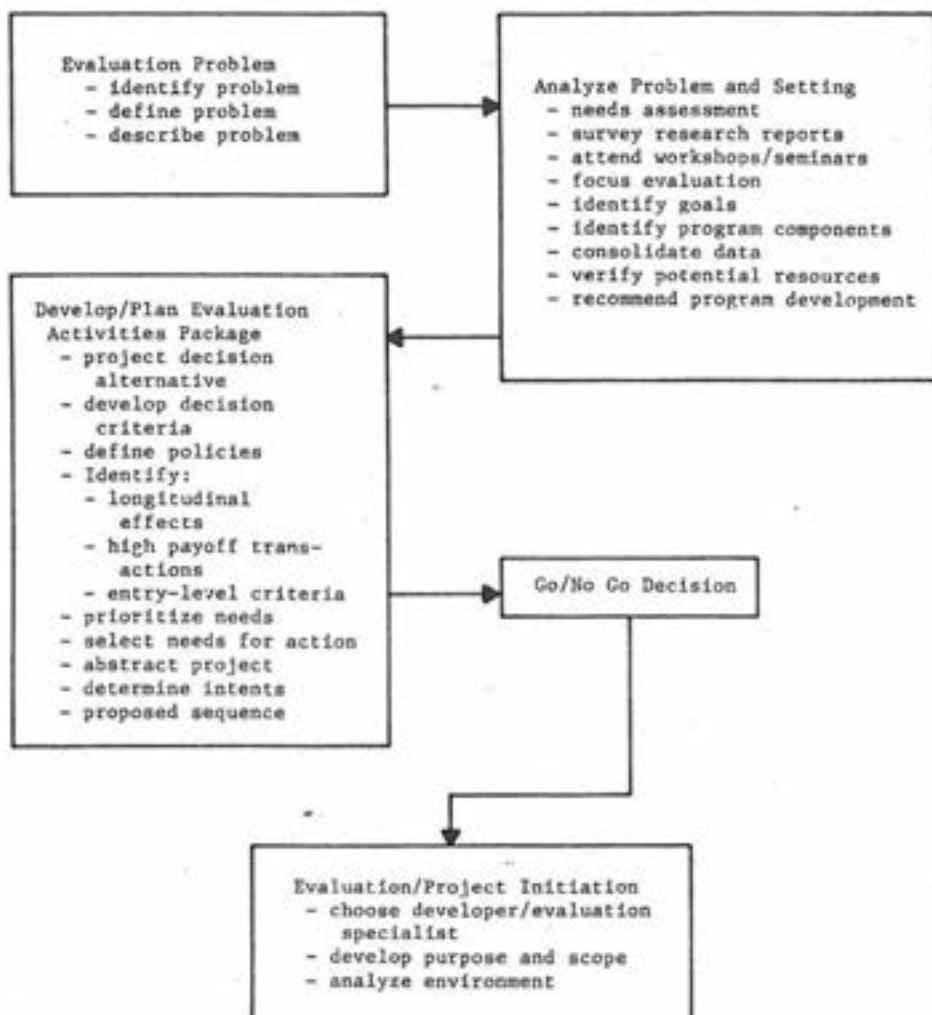 Evaluation Problem
- identify problem
- define problem
- describe problem
Analyze Problem and Setting
- needs assessment
- survey research reports
- attend workshops/seminars
- focus evaluation
- identify goals
- identify program components
- consolidate data
- verify potential resources
- recommend program development
Develop/Plan Evaluation
Activities Package
- project decision
alternative
- develop decision
criteria
- define policies
- Identify:
- longitudinal
effects
- high payoff trans-
actions
- entry-level criteria
- prioritize needs
- select needs for action
- abstract project
- determine intents
- proposed sequence
Go/No Go Decision
Evaluation/Project Initiation
- choose developer/evaluation
specialist
- develop purpose and scope
- analyze environment